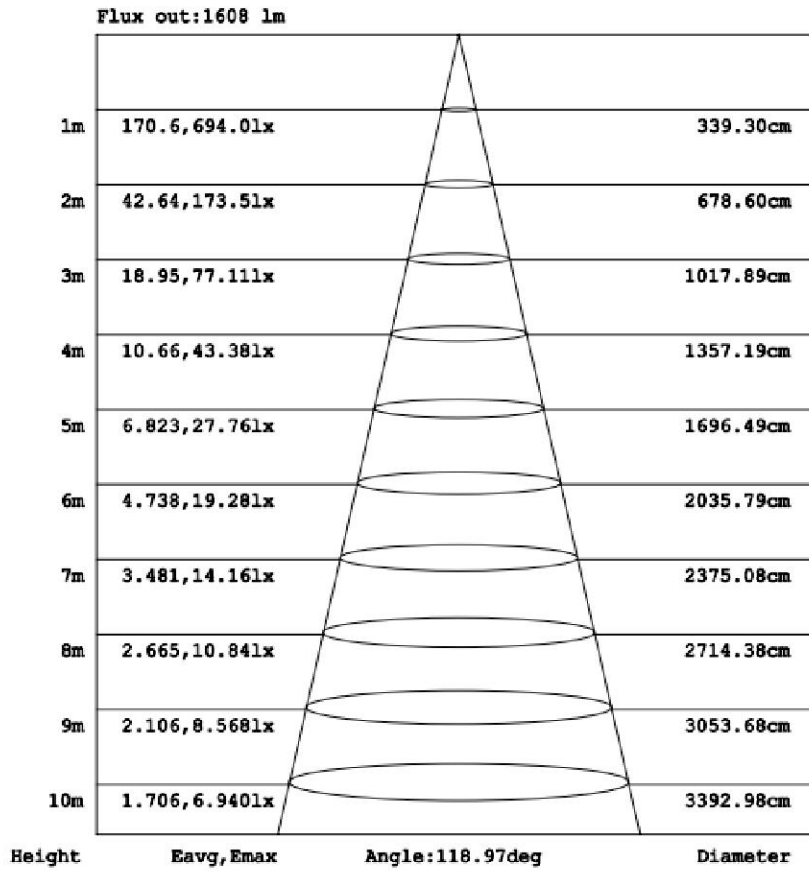 Flux out:1608 lm
1m 170.6,694.0lx 339.30cm
2m 42.64,173.5lx 678.60cm
3m 18.95,77.11lx 1017.89cm
4m 10.66,43.38lx 1357.19cm
5m 6.823,27.76lx 1696.49cm
6m 4.738,19.28lx 2035.79cm
7m 3.481,14.16lx 2375.08cm
8m 2.665,10.84lx 2714.38cm
9m 2.106,8.568lx 3053.68cm
10m 1.706,6.940lx 3392.98cm
Height Eavg,Emax Angle:118.97deg Diameter